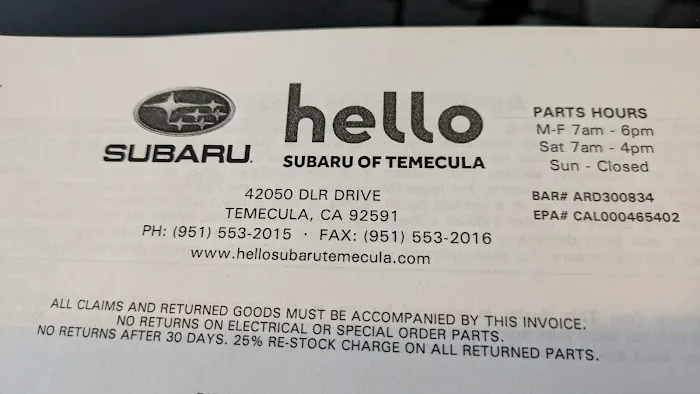 SUBARU.
hello
SUBARU OF TEMECULA
42050 DLR DRIVE
TEMECULA, CA 92591
PH: (951) 553-2015 · FAX: (951) 553-2016
www.hellosubarutemecula.com
PARTS HOURS
M-F 7am - 6pm
Sat 7am - 4pm
Sun - Closed
BAR# ARD300834
EPA# CAL000465402
ALL CLAIMS AND RETURNED GOODS MUST BE ACCOMPANIED BY THIS INVOICE.
NO RETURNS ON ELECTRICAL OR SPECIAL ORDER PARTS.
NO RETURNS AFTER 30 DAYS. 25% RE-STOCK CHARGE ON ALL RETURNED PARTS.